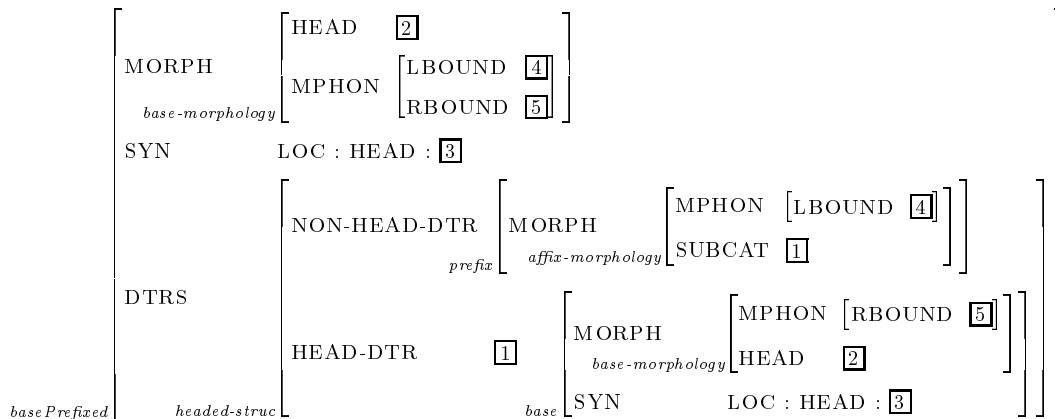 HEAD 2
MORPH
MPHON LBOUND 4
RBOUND 5
base-morphology
SYN LOC : HEAD : 3
NON-HEAD-DTR MORPH MPHON LBOUND 4
SUBCAT 1
prefix affix-morphology
DTRS
HEAD-DTR 1 MORPH MPHON RBOUND 5
base-morphology HEAD 2
SYN LOC : HEAD : 3
basePrefixed headed-struc base